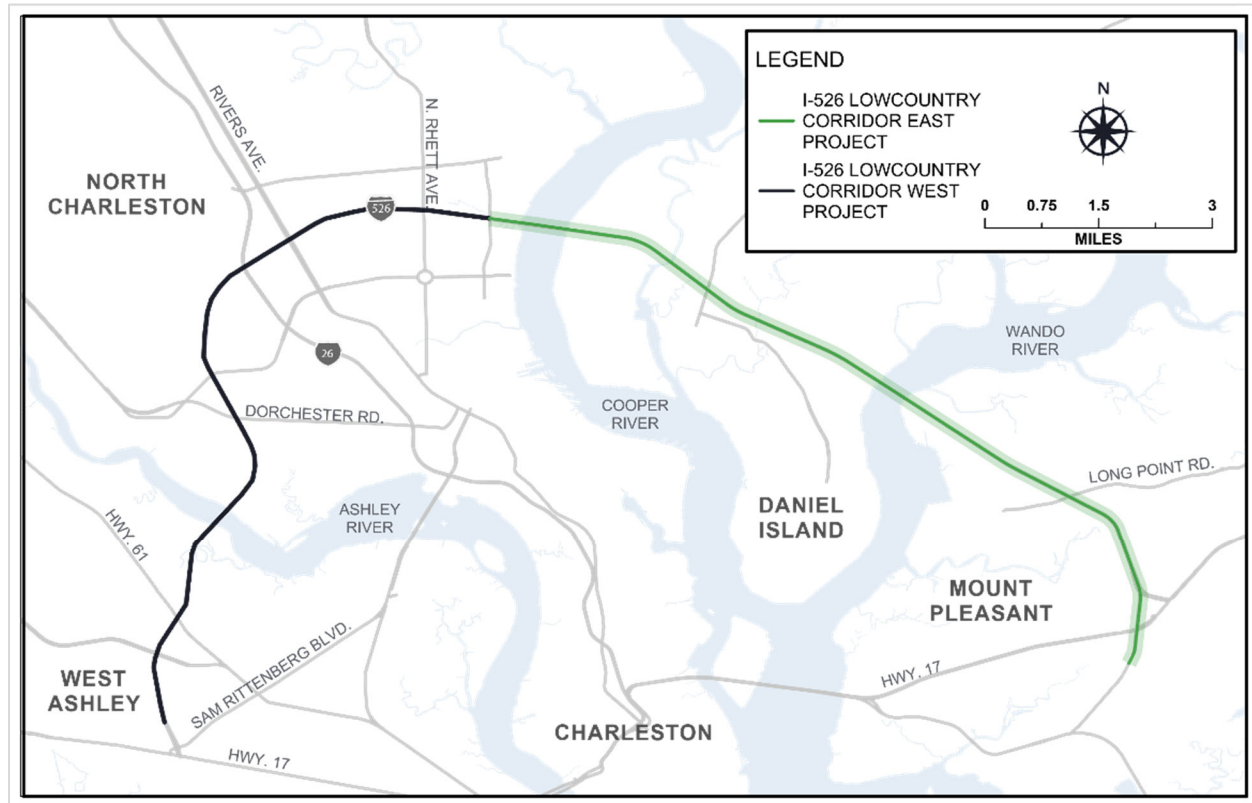 LEGEND
I-526 LOWCOUNTRY
CORRIDOR EAST
PROJECT
I-526 LOWCOUNTRY
CORRIDOR WEST
PROJECT
N
0 0.75 1.5 3
MILES
RIVERS AVE.
N. RHETT AVE.
NORTH
CHARLESTON
526
26
WANDO
RIVER
COOPER
RIVER
DORCHESTER RD.
LONG POINT RD.
ASHLEY
RIVER
DANIEL
ISLAND
HWY. 61
MOUNT
PLEASANT
SAM RITTENBERG BLVD.
WEST
ASHLEY
HWY. 17
CHARLESTON
HWY. 17